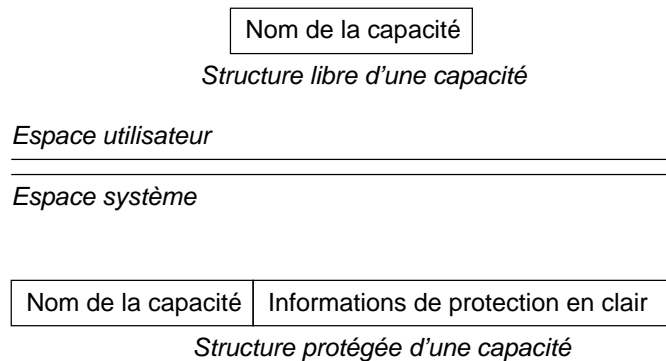 Nom de la capacité
Structure libre d’une capacité
Espace utilisateur
Espace système
Nom de la capacité Informations de protection en clair
Structure protégée d’une capacité